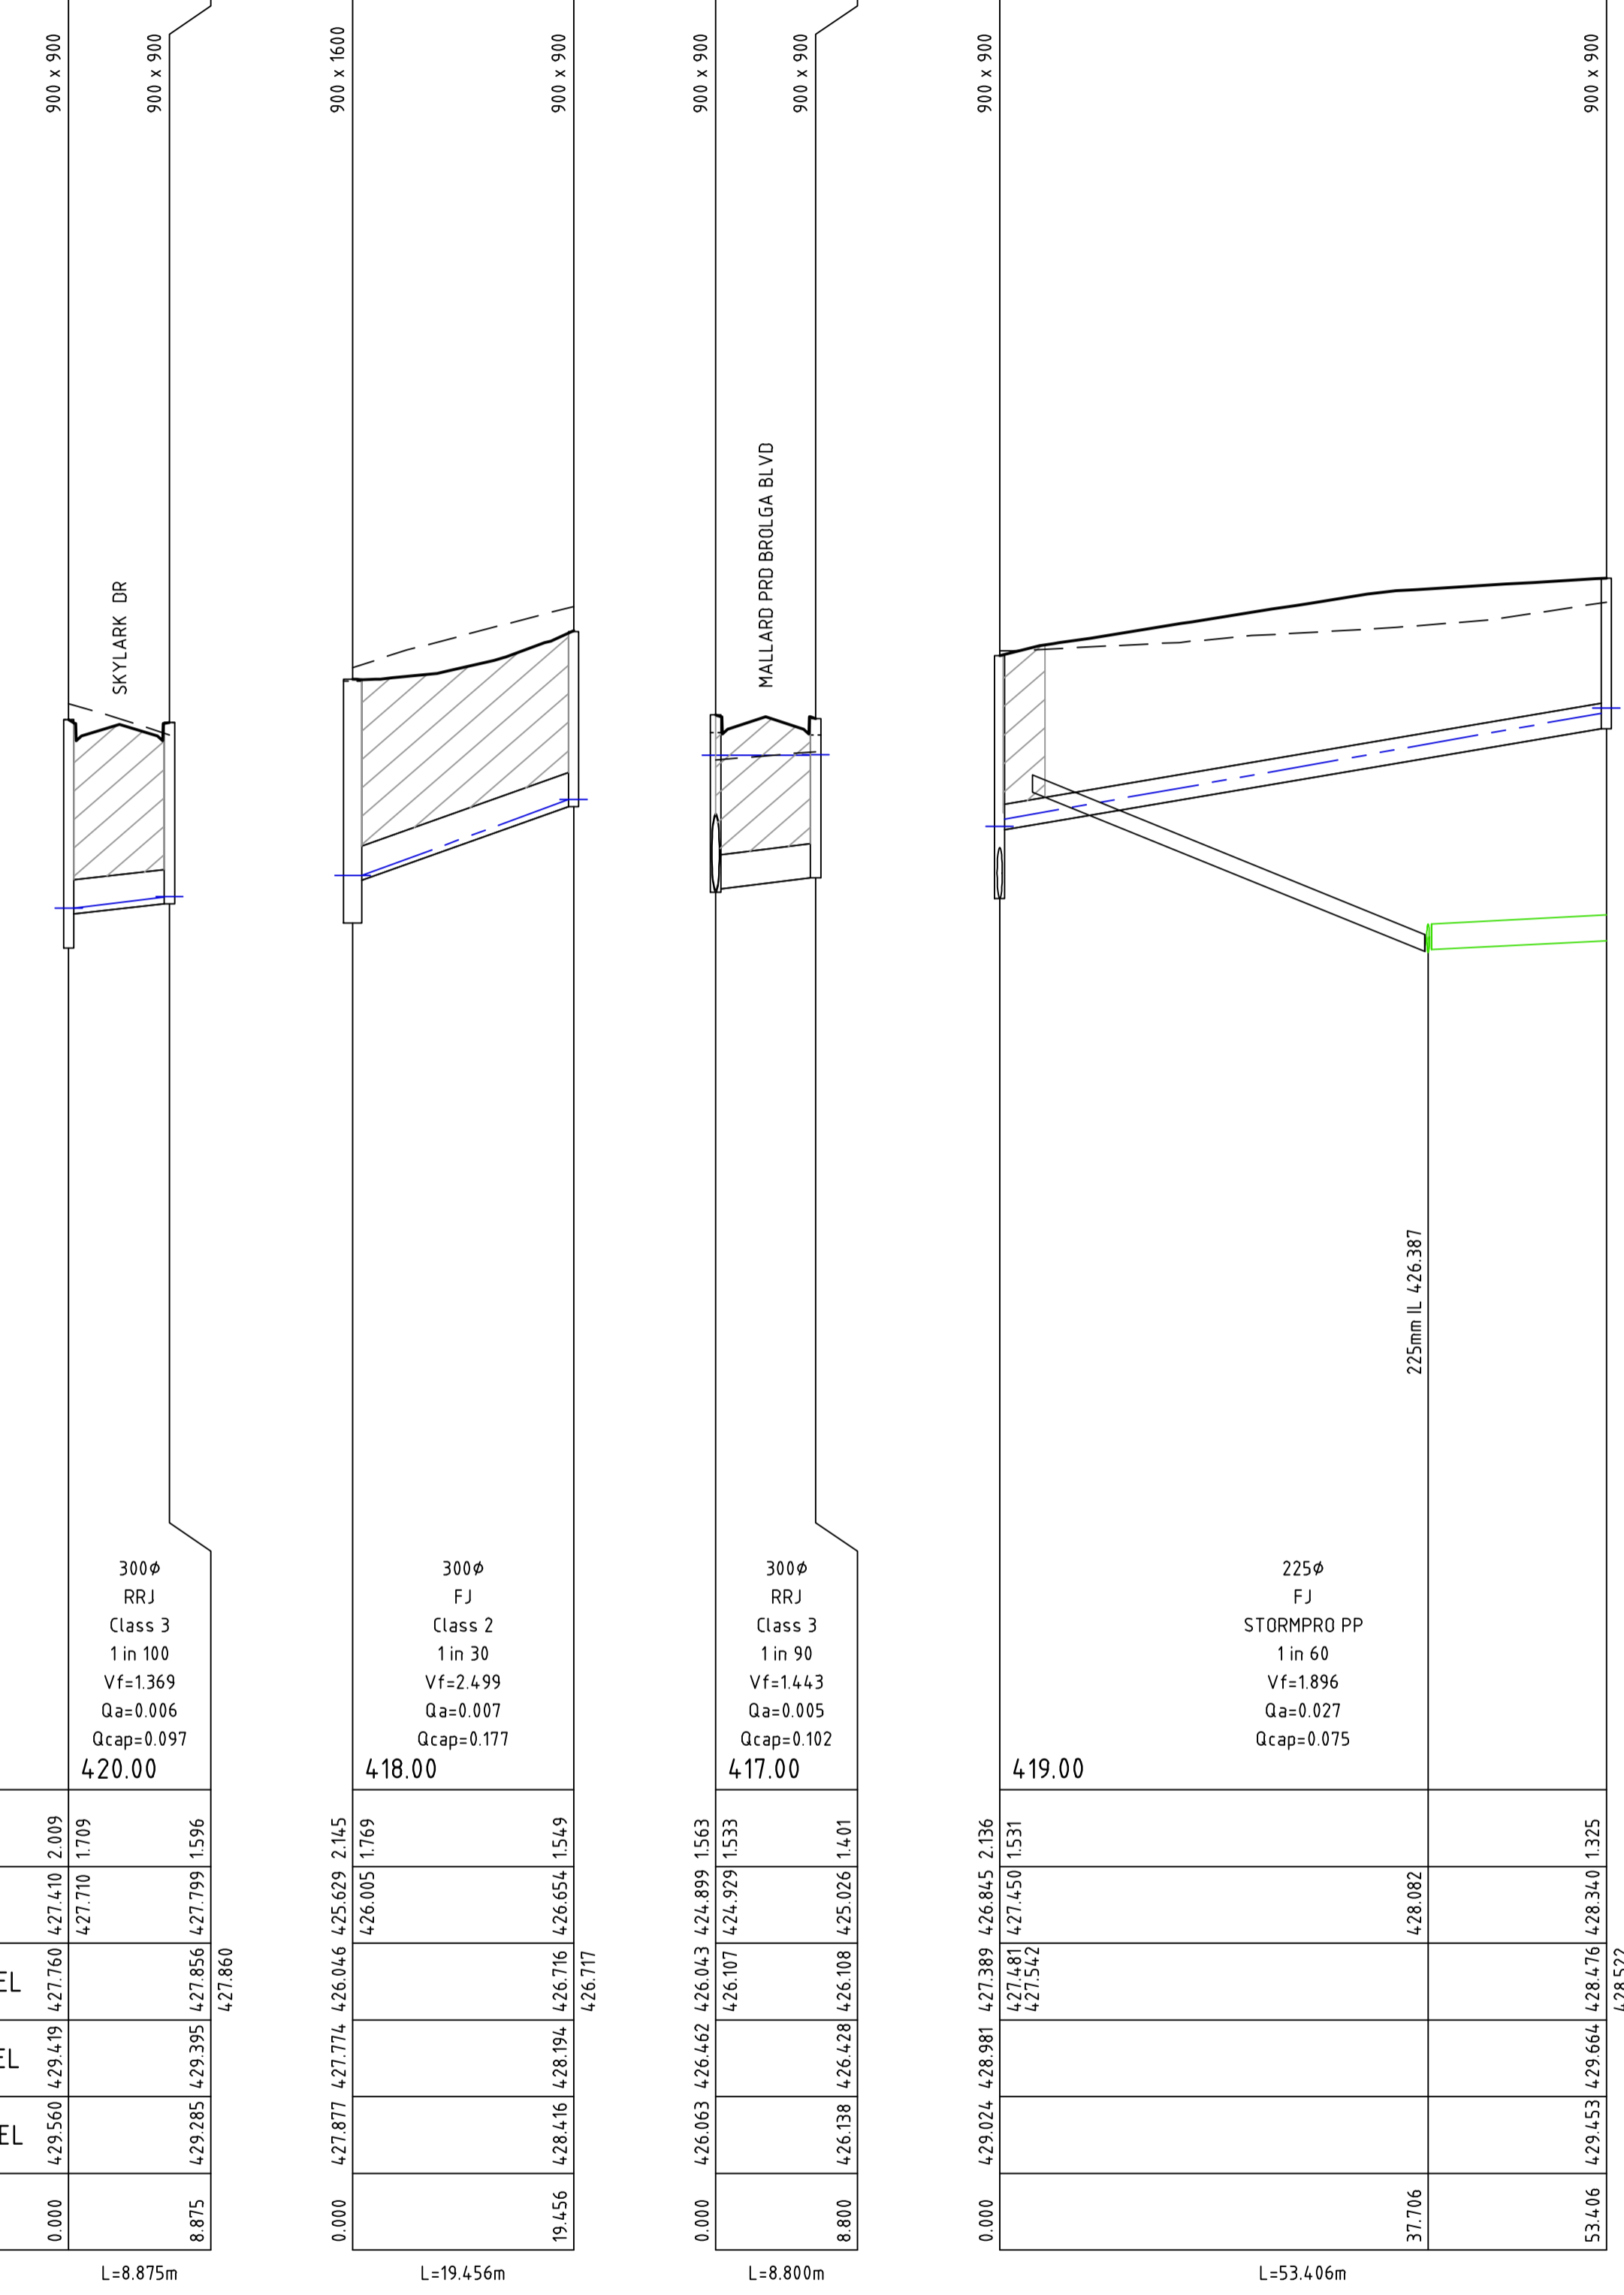 900 x 900
900 x 900
900 x 1600
900 x 900
900 x 900
900 x 900
900 x 900
900 x 900
SKYLARK DR
MALLARD PRD BROLGA BLVD
225mm IL 426.387
300ø
RRJ
Class 3
1 in 100
Vf=1.369
Qa=0.006
Qcap=0.097
420.00
300ø
FJ
Class 2
1 in 30
Vf=2.499
Qa=0.007
Qcap=0.177
418.00
300ø
RRJ
Class 3
1 in 90
Vf=1.443
Qa=0.005
Qcap=0.102
417.00
225ø
FJ
STORMPRO PP
1 in 60
Vf=1.896
Qa=0.027
Qcap=0.075
419.00
2.009
1.709
1.596
2.145
1.769
1.549
1.563
1.533
1.401
2.136
1.531
1.325
427.410
427.710
427.799
425.629
426.005
426.654
424.899
424.929
425.026
426.845
427.450
428.082
428.340
EL
427.760
427.856
427.860
426.046
426.716
426.717
426.043
426.107
426.108
427.389
427.481
427.542
428.476
428.522
EL
429.419
429.395
427.774
428.194
426.462
426.428
428.981
429.664
EL
429.560
429.285
427.877
428.416
426.063
426.138
429.024
429.453
0.000
8.875
0.000
19.456
0.000
8.800
0.000
37.706
53.406
L=8.875m
L=19.456m
L=8.800m
L=53.406m